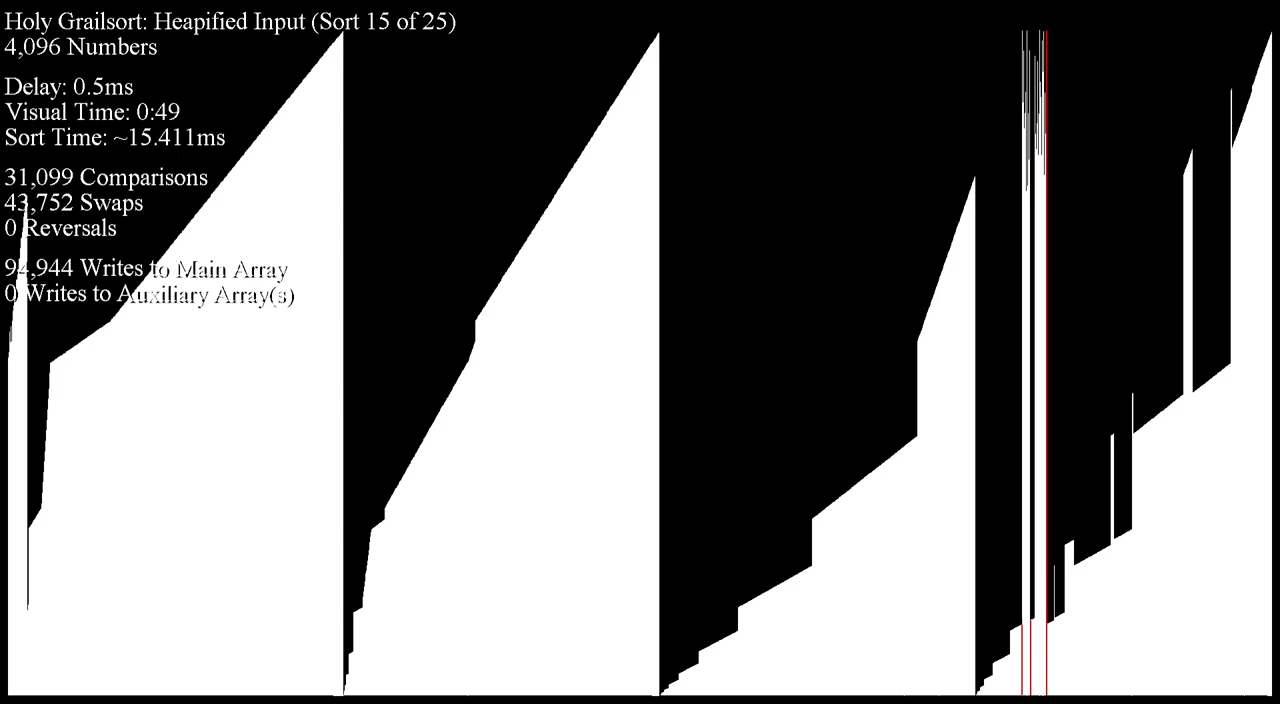 Holy Grailsort: Heapified Input (Sort 15 of 25)
4,096 Numbers
Delay: 0.5ms
Visual Time: 0:49
Sort Time: ~15.411ms
31,099 Comparisons
43,752 Swaps
0 Reversals
94,944 Writes to Main Array
0 Writes to Auxiliary Array(s)